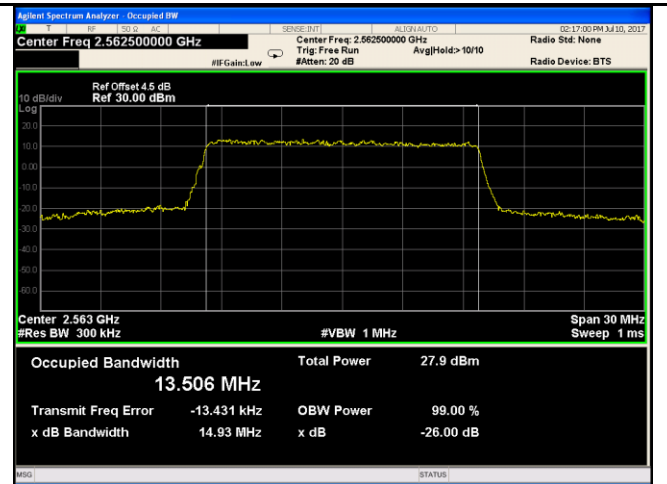 Agilent Spectrum Analyzer - Occupied BW
T RF 50 Ω AC SENSE:INT ALIGN AUTO 02:17:00 PM Jul 10, 2017
Center Freq 2.562500000 GHz Center Freq: 2.562500000 GHz Radio Std: None
Trig: Free Run Avg|Hold:> 10/10
#IFGain:Low #Atten: 20 dB Radio Device: BTS
Ref Offset 4.5 dB
10 dB/div Ref 30.00 dBm
Log
20.0
10.0
0.00
-10.0
-20.0
-30.0
-40.0
-50.0
-60.0
Center 2.563 GHz Span 30 MHz
#Res BW 300 kHz #VBW 1 MHz Sweep 1 ms
Occupied Bandwidth Total Power 27.9 dBm
13.506 MHz
Transmit Freq Error -13.431 kHz OBW Power 99.00 %
x dB Bandwidth 14.93 MHz x dB -26.00 dB
MSG STATUS